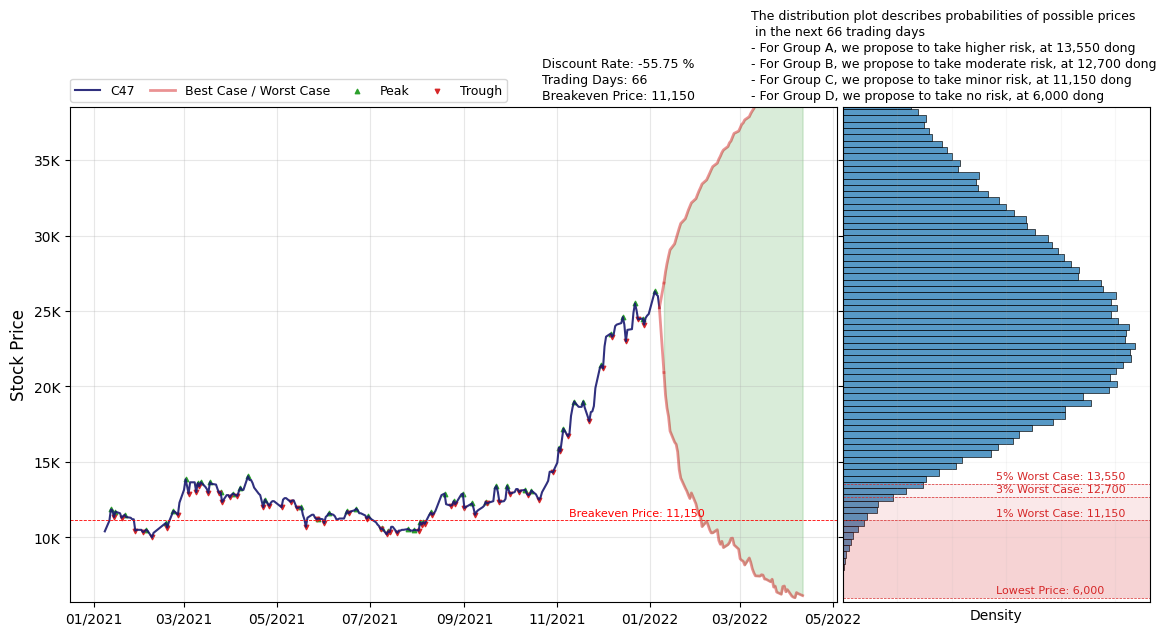 The distribution plot describes probabilities of possible prices
in the next 66 trading days
- For Group A, we propose to take higher risk, at 13,550 dong
- For Group B, we propose to take moderate risk, at 12,700 dong
- For Group C, we propose to take minor risk, at 11,150 dong
- For Group D, we propose to take no risk, at 6,000 dong
Discount Rate: -55.75 %
Trading Days: 66
Breakeven Price: 11,150
C47 Best Case / Worst Case Peak Trough
Stock Price
35K
30K
25K
20K
15K
10K
Breakeven Price: 11,150
5% Worst Case: 13,550
3% Worst Case: 12,700
1% Worst Case: 11,150
Lowest Price: 6,000
01/2021 03/2021 05/2021 07/2021 09/2021 11/2021 01/2022 03/2022 05/2022
Density